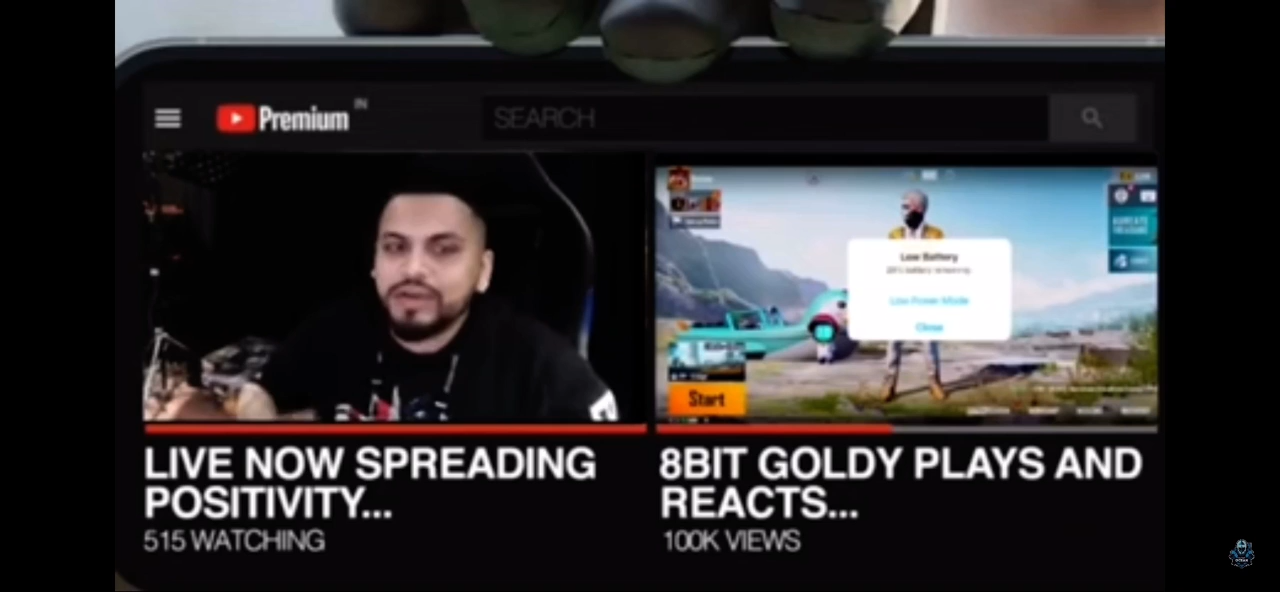 Premium IN
SEARCH
Low Battery
Low Power Mode
Close
Start
LIVE NOW SPREADING
POSITIVITY...
515 WATCHING
8BIT GOLDY PLAYS AND
REACTS...
100K VIEWS